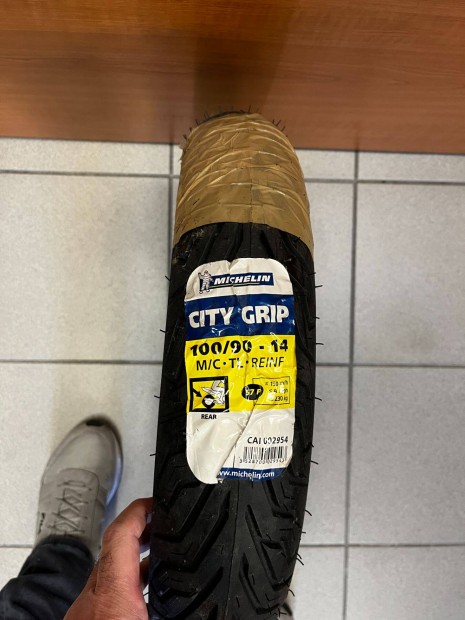 MICHELIN
CITY GRIP
100/90 - 14
M/C • TL • REINF
REAR
57 P
CAI 002954
www.michelin.com